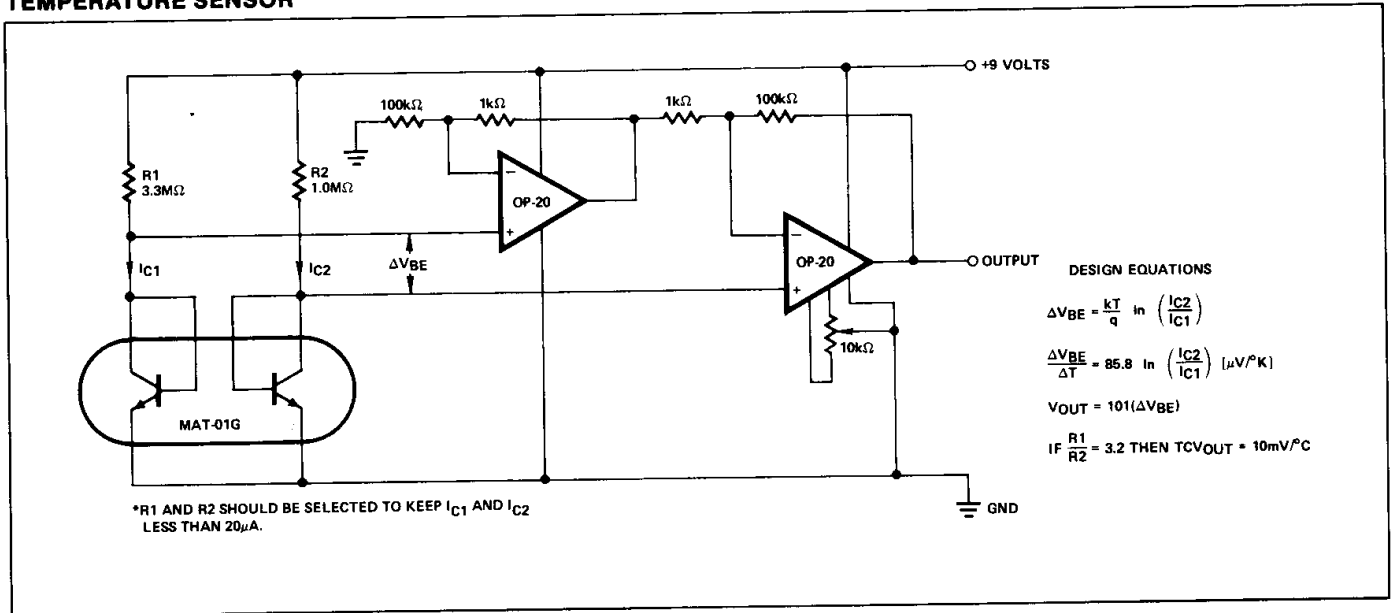 TEMPERATURE SENSOR
+9 VOLTS
100kΩ
1kΩ
1kΩ
100kΩ
R1
3.3MΩ
R2
1.0MΩ
−
OP-20
+
IC1
ΔVBE
IC2
−
OP-20
+
OUTPUT
10kΩ
MAT-01G
GND
*R1 AND R2 SHOULD BE SELECTED TO KEEP IC1 AND IC2
LESS THAN 20μA.
DESIGN EQUATIONS
ΔVBE = kT/q ln (IC2/IC1)
ΔVBE/ΔT = 85.8 ln (IC2/IC1) [μV/°K]
VOUT = 101(ΔVBE)
IF R1/R2 = 3.2 THEN TCVOUT = 10mV/°C